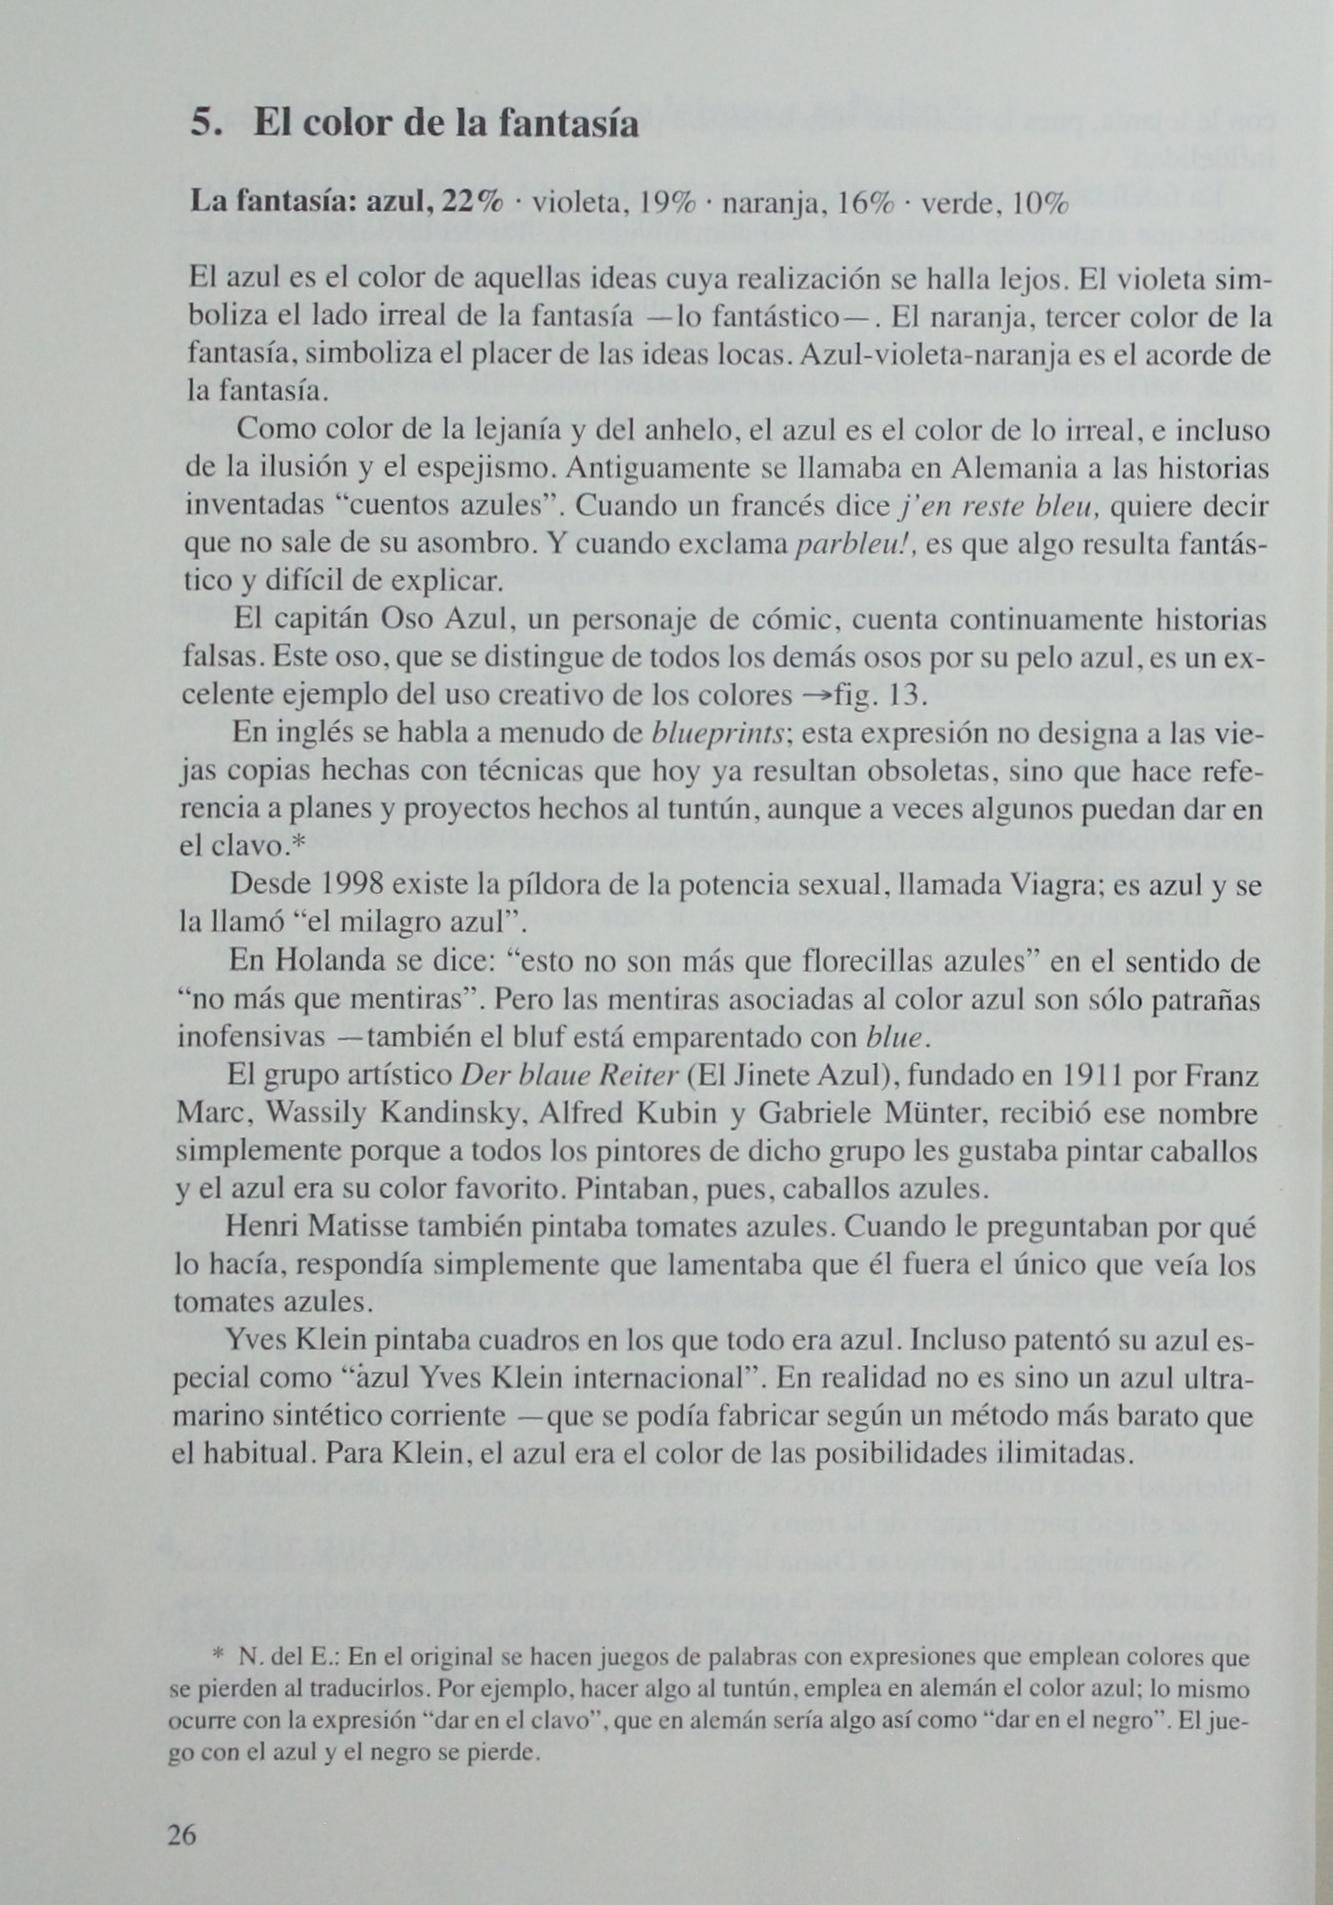 5. El color de la fantasía
La fantasía: azul, 22% · violeta, 19% · naranja, 16% · verde, 10%
El azul es el color de aquellas ideas cuya realización se halla lejos. El violeta sim-
boliza el lado irreal de la fantasía —lo fantástico—. El naranja, tercer color de la
fantasía, simboliza el placer de las ideas locas. Azul-violeta-naranja es el acorde de
la fantasía.
Como color de la lejanía y del anhelo, el azul es el color de lo irreal, e incluso
de la ilusión y el espejismo. Antiguamente se llamaba en Alemania a las historias
inventadas “cuentos azules”. Cuando un francés dice j’en reste bleu, quiere decir
que no sale de su asombro. Y cuando exclama parbleu!, es que algo resulta fantás-
tico y difícil de explicar.
El capitán Oso Azul, un personaje de cómic, cuenta continuamente historias
falsas. Este oso, que se distingue de todos los demás osos por su pelo azul, es un ex-
celente ejemplo del uso creativo de los colores →fig. 13.
En inglés se habla a menudo de blueprints; esta expresión no designa a las vie-
jas copias hechas con técnicas que hoy ya resultan obsoletas, sino que hace refe-
rencia a planes y proyectos hechos al tuntún, aunque a veces algunos puedan dar en
el clavo.*
Desde 1998 existe la píldora de la potencia sexual, llamada Viagra; es azul y se
la llamó “el milagro azul”.
En Holanda se dice: “esto no son más que florecillas azules” en el sentido de
“no más que mentiras”. Pero las mentiras asociadas al color azul son sólo patrañas
inofensivas —también el bluf está emparentado con blue.
El grupo artístico Der blaue Reiter (El Jinete Azul), fundado en 1911 por Franz
Marc, Wassily Kandinsky, Alfred Kubin y Gabriele Münter, recibió ese nombre
simplemente porque a todos los pintores de dicho grupo les gustaba pintar caballos
y el azul era su color favorito. Pintaban, pues, caballos azules.
Henri Matisse también pintaba tomates azules. Cuando le preguntaban por qué
lo hacía, respondía simplemente que lamentaba que él fuera el único que veía los
tomates azules.
Yves Klein pintaba cuadros en los que todo era azul. Incluso patentó su azul es-
pecial como “azul Yves Klein internacional”. En realidad no es sino un azul ultra-
marino sintético corriente —que se podía fabricar según un método más barato que
el habitual. Para Klein, el azul era el color de las posibilidades ilimitadas.
* N. del E.: En el original se hacen juegos de palabras con expresiones que emplean colores que
se pierden al traducirlos. Por ejemplo, hacer algo al tuntún, emplea en alemán el color azul; lo mismo
ocurre con la expresión “dar en el clavo”, que en alemán sería algo así como “dar en el negro”. El jue-
go con el azul y el negro se pierde.
26